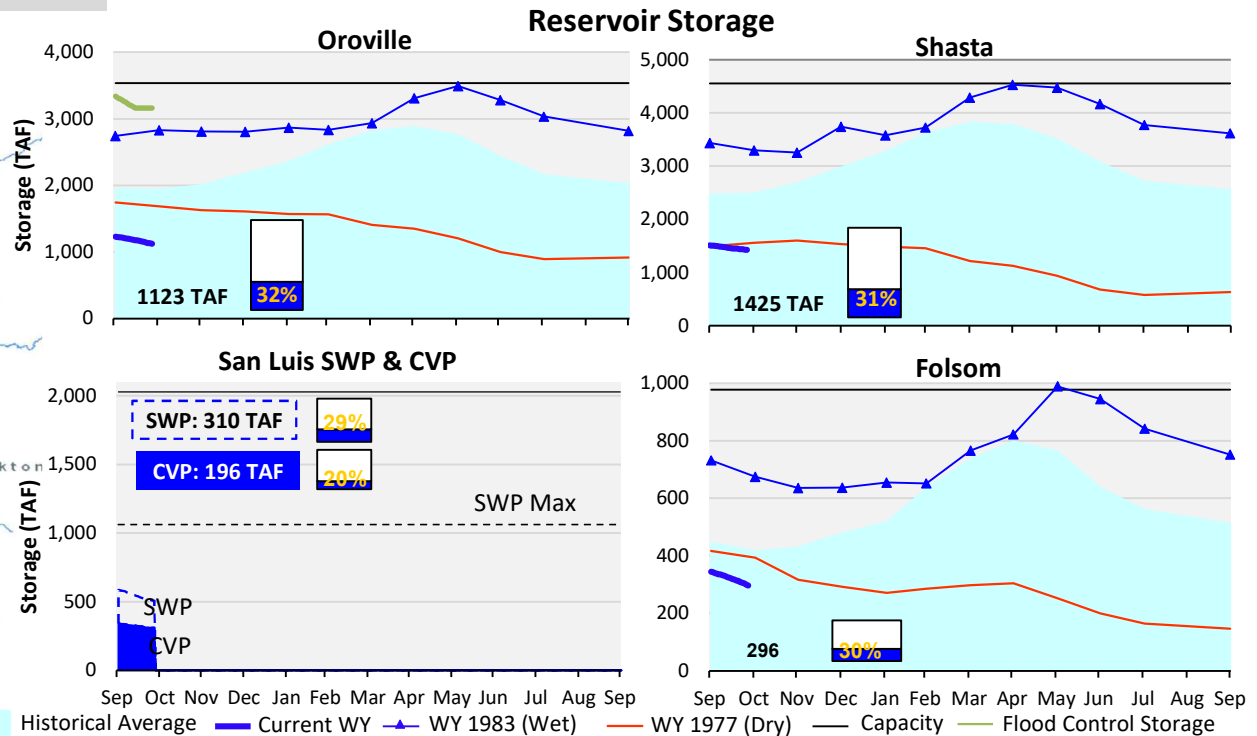 Reservoir Storage
Oroville
Storage (TAF)
4,000
3,000
2,000
1,000
0
1123 TAF
32%
Shasta
5,000
4,000
3,000
2,000
1,000
0
1425 TAF
31%
San Luis SWP & CVP
Storage (TAF)
2,000
1,500
1,000
500
0
SWP: 310 TAF
29%
CVP: 196 TAF
20%
SWP Max
SWP
CVP
Sep Oct Nov Dec Jan Feb Mar Apr May Jun Jul Aug Sep
Folsom
1,000
800
600
400
200
0
296
30%
Sep Oct Nov Dec Jan Feb Mar Apr May Jun Jul Aug Sep
kton
Historical Average Current WY WY 1983 (Wet) WY 1977 (Dry) Capacity Flood Control Storage